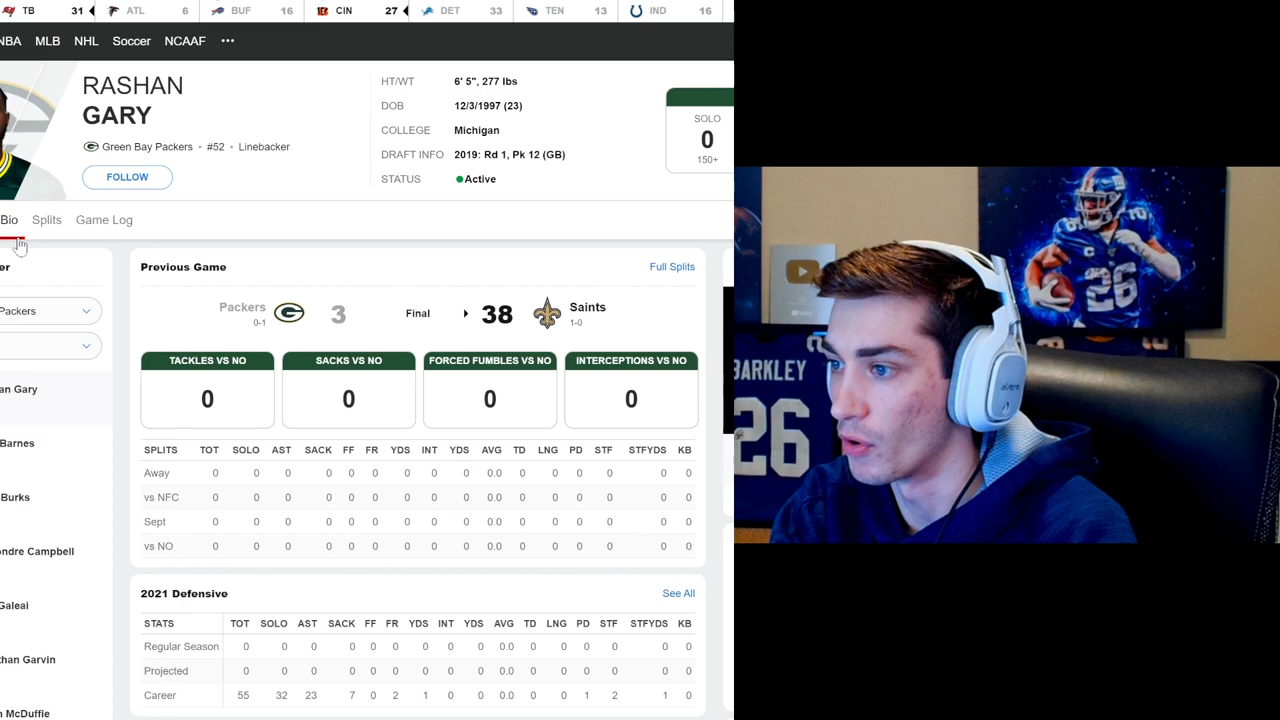 TB 31 ATL 6 BUF 16 CIN 27 DET 33 TEN 13 IND 16
NBA MLB NHL Soccer NCAAF •••
RASHAN
GARY
Green Bay Packers • #52 • Linebacker
FOLLOW
HT/WT 6' 5", 277 lbs
DOB 12/3/1997 (23)
COLLEGE Michigan
DRAFT INFO 2019: Rd 1, Pk 12 (GB)
STATUS Active
SOLO
0
150+
Bio Splits Game Log
er
Packers
an Gary
Barnes
Burks
ondre Campbell
Galeai
than Garvin
n McDuffie
Previous Game Full Splits
Packers 3 Final 38 Saints
0-1 1-0
TACKLES VS NO SACKS VS NO FORCED FUMBLES VS NO INTERCEPTIONS VS NO
0 0 0 0
SPLITS TOT SOLO AST SACK FF FR YDS INT YDS AVG TD LNG PD STF STFYDS KB
Away 0 0 0 0 0 0 0 0 0 0.0 0 0 0 0 0 0
vs NFC 0 0 0 0 0 0 0 0 0 0.0 0 0 0 0 0 0
Sept 0 0 0 0 0 0 0 0 0 0.0 0 0 0 0 0 0
vs NO 0 0 0 0 0 0 0 0 0 0.0 0 0 0 0 0 0
2021 Defensive See All
STATS TOT SOLO AST SACK FF FR YDS INT YDS AVG TD LNG PD STF STFYDS KB
Regular Season 0 0 0 0 0 0 0 0 0 0.0 0 0 0 0 0 0
Projected 0 0 0 0 0 0 0 0 0 0.0 0 0 0 0 0 0
Career 55 32 23 7 0 2 1 0 0 0.0 0 0 1 2 1 0
26
BARKLEY
26